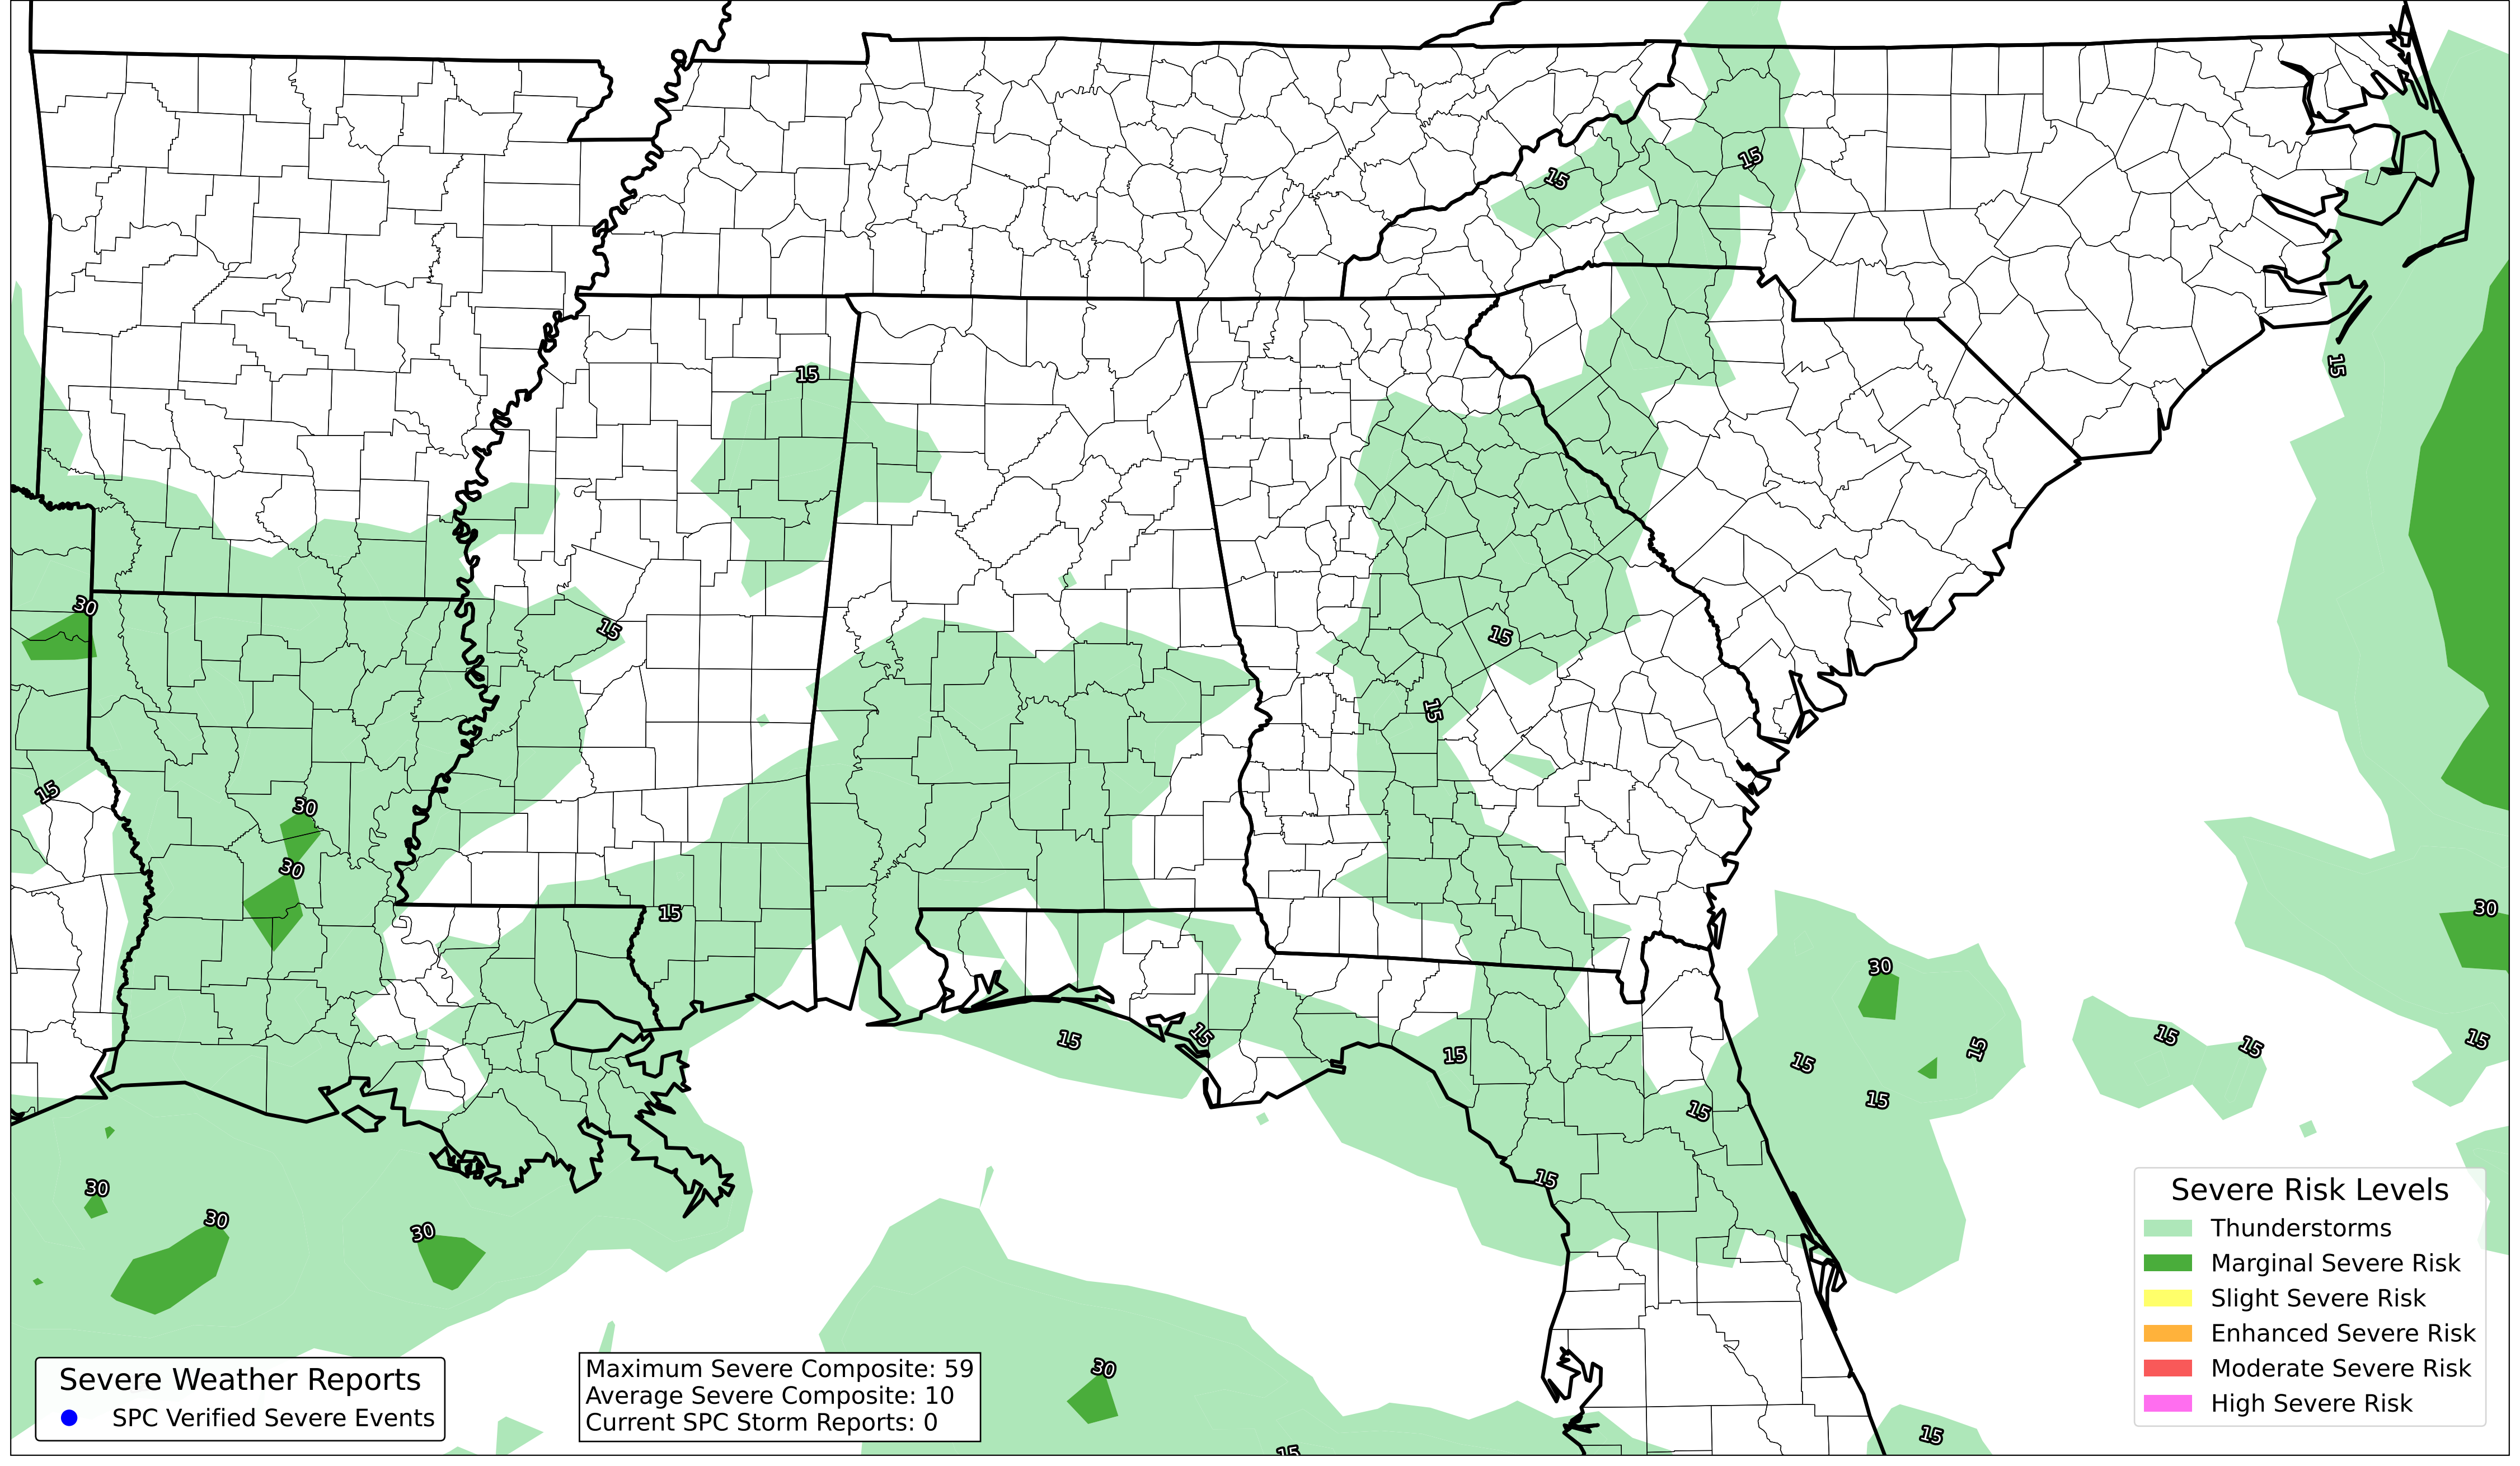 15
15
15
15
30
15
15
15
30
15
30
15
30
30
15
15
15
15
15
15
15
15
15
30
15
15
30
30
30
15
Severe Risk Levels
Thunderstorms
Marginal Severe Risk
Slight Severe Risk
Enhanced Severe Risk
Moderate Severe Risk
High Severe Risk
Severe Weather Reports
SPC Verified Severe Events
Maximum Severe Composite: 59
Average Severe Composite: 10
Current SPC Storm Reports: 0
15